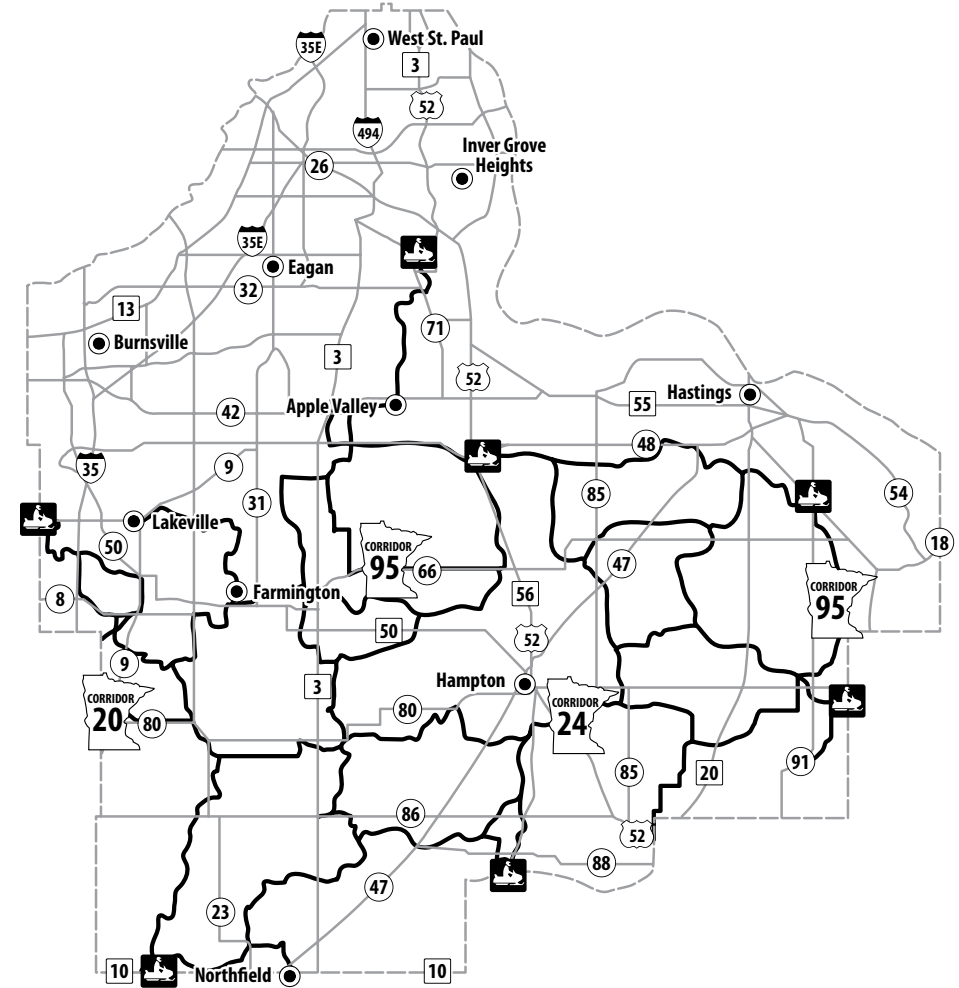 35E
West St. Paul
3
52
494
Inver Grove
Heights
26
35E
Eagan
32
13
71
Burnsville
3
52
Hastings
55
Apple Valley
42
48
9
35
31
85
54
Lakeville
50
CORRIDOR
95
66
47
18
56
8
Farmington
CORRIDOR
95
50
52
9
3
Hampton
CORRIDOR
20
80
80
CORRIDOR
24
85
20
91
86
52
88
47
23
10
Northfield
10